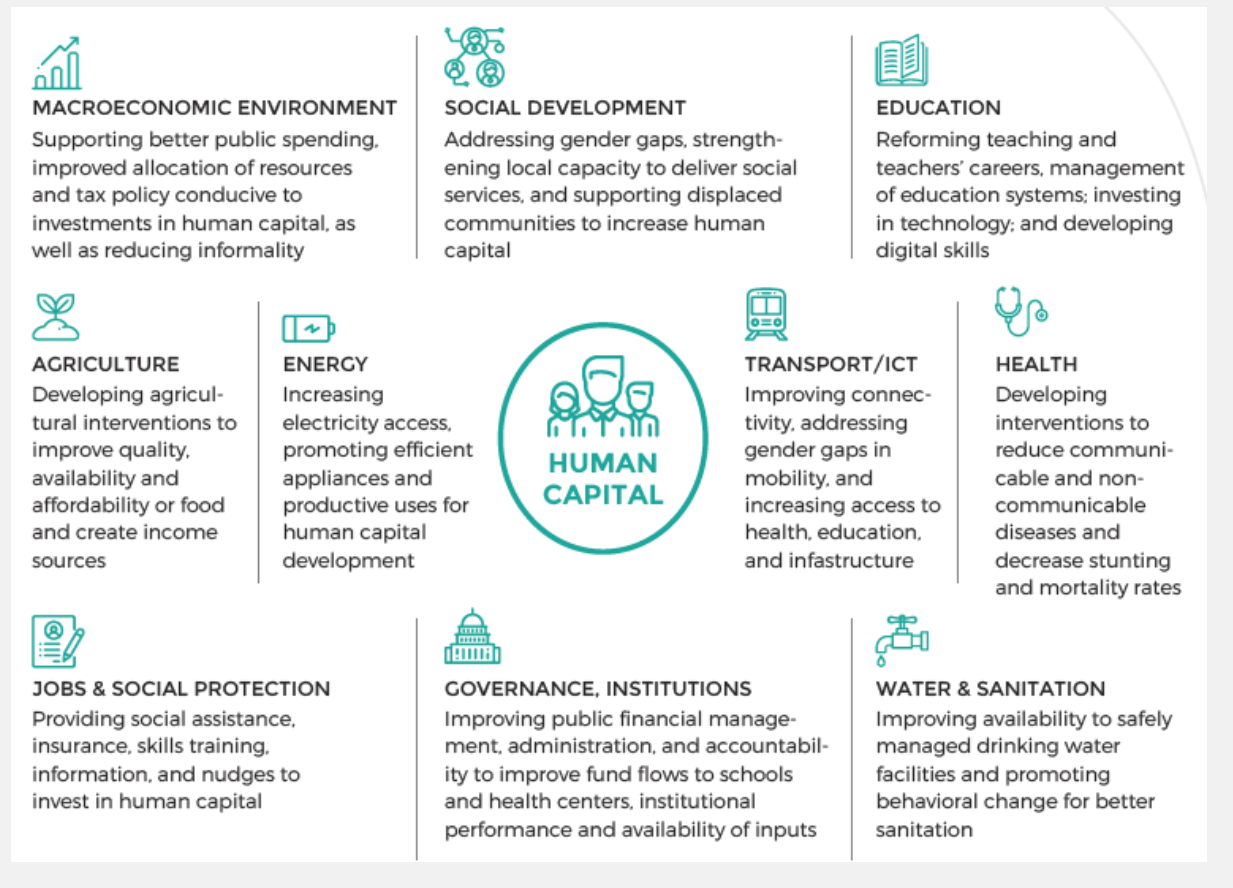 MACROECONOMIC ENVIRONMENT
Supporting better public spending,
improved allocation of resources
and tax policy conducive to
investments in human capital, as
well as reducing informality
SOCIAL DEVELOPMENT
Addressing gender gaps, strength-
ening local capacity to deliver social
services, and supporting displaced
communities to increase human
capital
EDUCATION
Reforming teaching and
teachers' careers, management
of education systems; investing
in technology; and developing
digital skills
AGRICULTURE
Developing agricul-
tural interventions to
improve quality,
availability and
affordability or food
and create income
sources
ENERGY
Increasing
electricity access,
promoting efficient
appliances and
productive uses for
human capital
development
HUMAN
CAPITAL
TRANSPORT/ICT
Improving connec-
tivity, addressing
gender gaps in
mobility, and
increasing access to
health, education,
and infastructure
HEALTH
Developing
interventions to
reduce communi-
cable and non-
communicable
diseases and
decrease stunting
and mortality rates
JOBS & SOCIAL PROTECTION
Providing social assistance,
insurance, skills training,
information, and nudges to
invest in human capital
GOVERNANCE, INSTITUTIONS
Improving public financial manage-
ment, administration, and accountabil-
ity to improve fund flows to schools
and health centers, institutional
performance and availability of inputs
WATER & SANITATION
Improving availability to safely
managed drinking water
facilities and promoting
behavioral change for better
sanitation